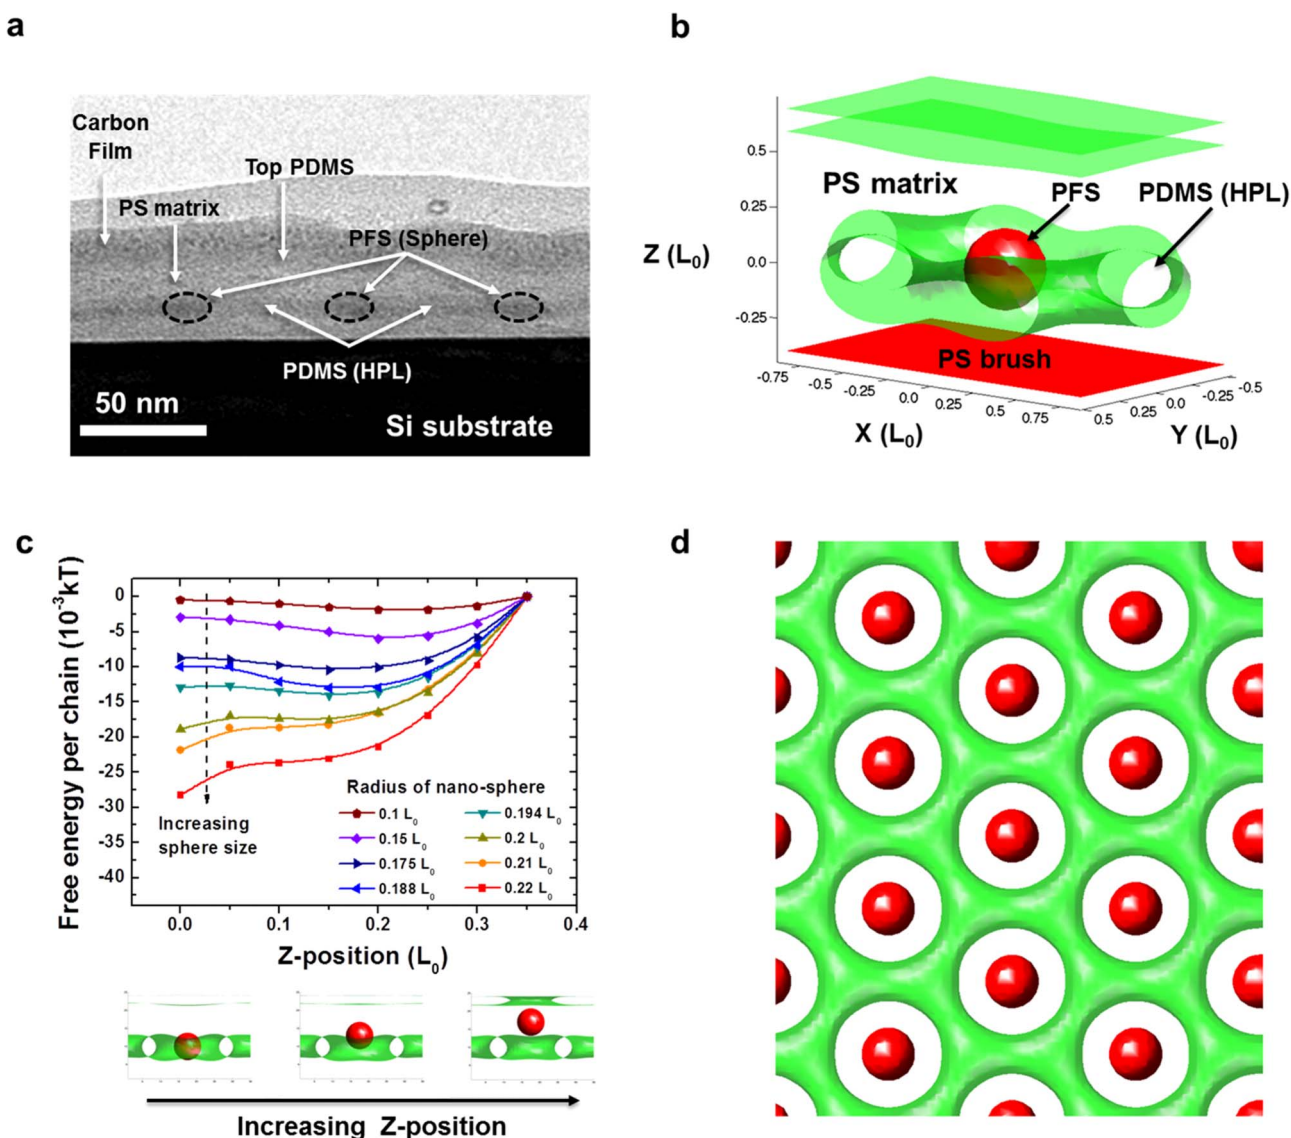 a
Carbon
Film
Top PDMS
PS matrix
PFS (Sphere)
PDMS (HPL)
50 nm
Si substrate
b
0.5
0.25
0.0
-0.25
Z (L0)
PS matrix
PFS
PDMS (HPL)
PS brush
-0.75
-0.5
-0.25
0.0
0.25
0.5
0.75
X (L0)
0.5
0.25
0.0
-0.25
-0.5
Y (L0)
c
Free energy per chain (10-3kT)
0
-5
-10
-15
-20
-25
-30
-35
-40
Increasing
sphere size
Radius of nano-sphere
0.1 L0
0.15 L0
0.175 L0
0.188 L0
0.194 L0
0.2 L0
0.21 L0
0.22 L0
0.0
0.1
0.2
0.3
0.4
Z-position (L0)
Increasing Z-position
d